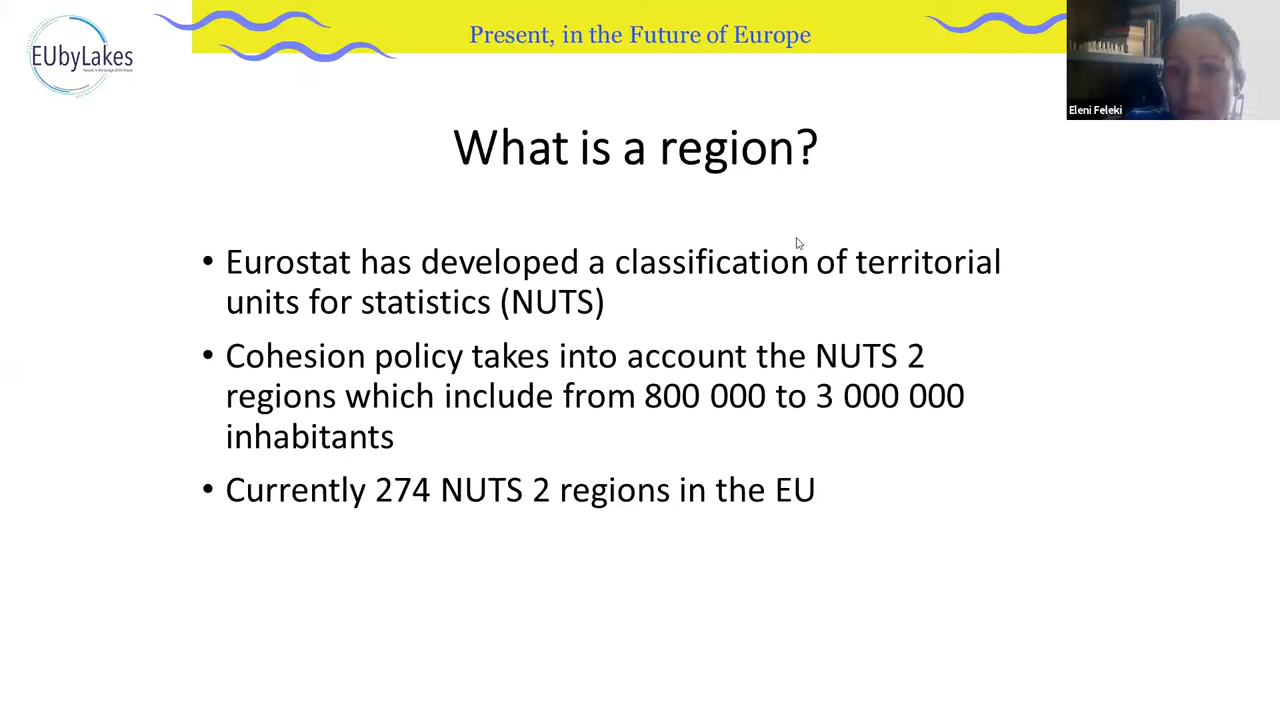 EUbyLakes
Present, in the Future of Europe
Eleni Feleki
What is a region?
• Eurostat has developed a classification of territorial
units for statistics (NUTS)
• Cohesion policy takes into account the NUTS 2
regions which include from 800 000 to 3 000 000
inhabitants
• Currently 274 NUTS 2 regions in the EU